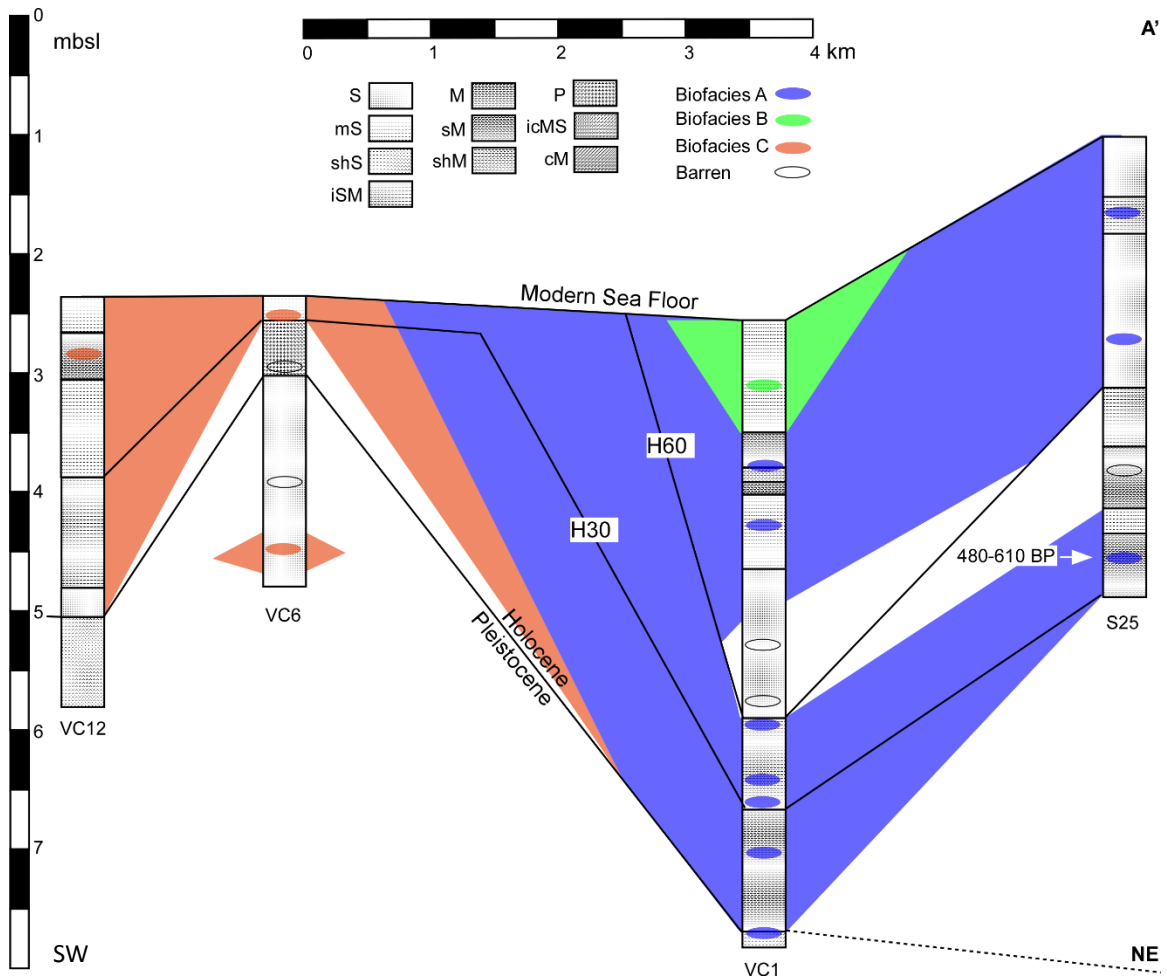 0
mbsl
A'
0
1
2
3
4
km
S
M
P
Biofacies A
mS
sM
icMS
Biofacies B
shS
shM
cM
Biofacies C
iSM
Barren
1
2
Modern Sea Floor
3
H60
4
H30
480-610 BP
5
Holocene
Pleistocene
VC6
S25
VC12
6
7
SW
NE
VC1